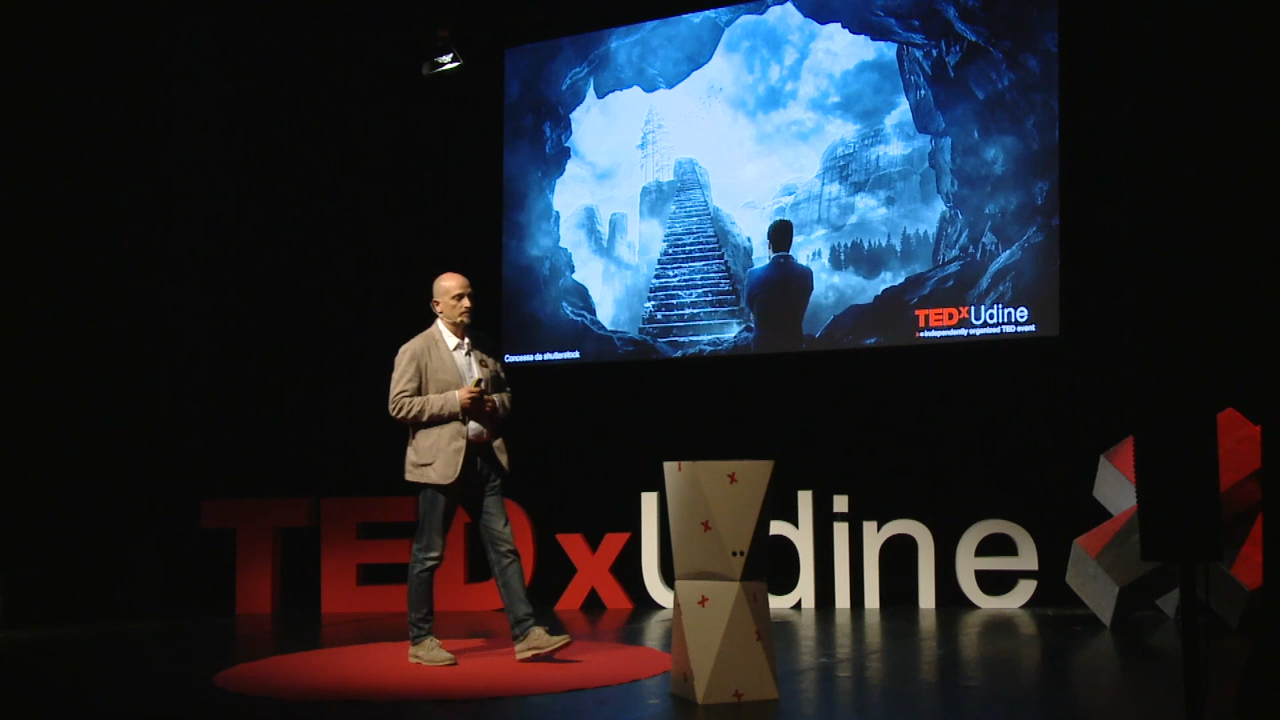 TEDxUdine
x = independently organized TED event
Concessa da shutterstock
TEDxUdine